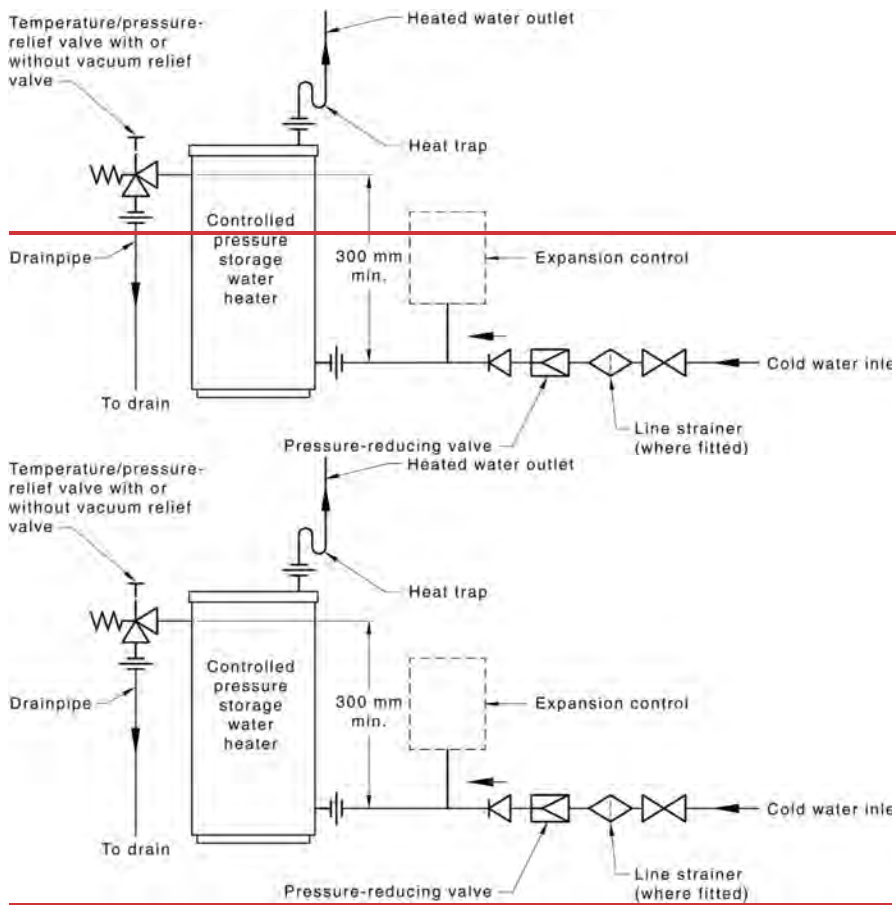 Temperature/pressure-
relief valve with or
without vacuum relief
valve
Heated water outlet
Heat trap
Controlled
pressure
storage
water
heater
Drainpipe
300 mm
min.
Expansion control
Cold water inle
To drain
Pressure-reducing valve
Line strainer
(where fitted)
Temperature/pressure-
relief valve with or
without vacuum relief
valve
Heated water outlet
Heat trap
Controlled
pressure
storage
water
heater
Drainpipe
300 mm
min.
Expansion control
Cold water inle
To drain
Pressure-reducing valve
Line strainer
(where fitted)